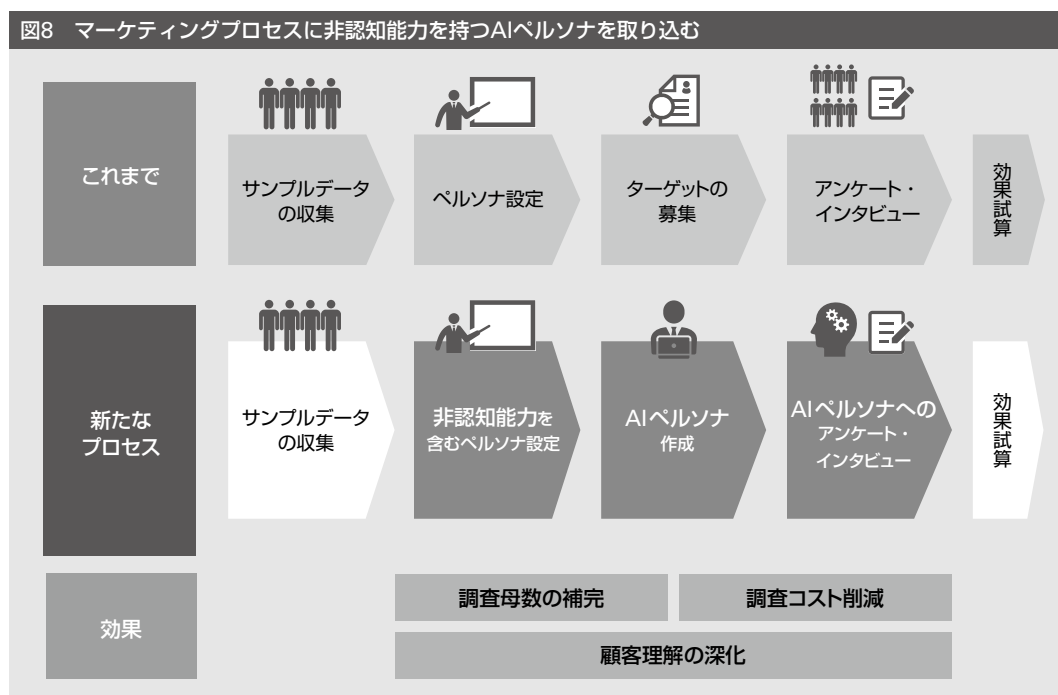 図8　マーケティングプロセスに非認知能力を持つAIペルソナを取り込む
これまで
サンプルデータ
の収集
ペルソナ設定
ターゲットの
募集
アンケート・
インタビュー
効果試算
新たな
プロセス
サンプルデータ
の収集
非認知能力を
含むペルソナ設定
AIペルソナ
作成
AIペルソナへの
アンケート・
インタビュー
効果試算
効果
調査母数の補完
調査コスト削減
顧客理解の深化